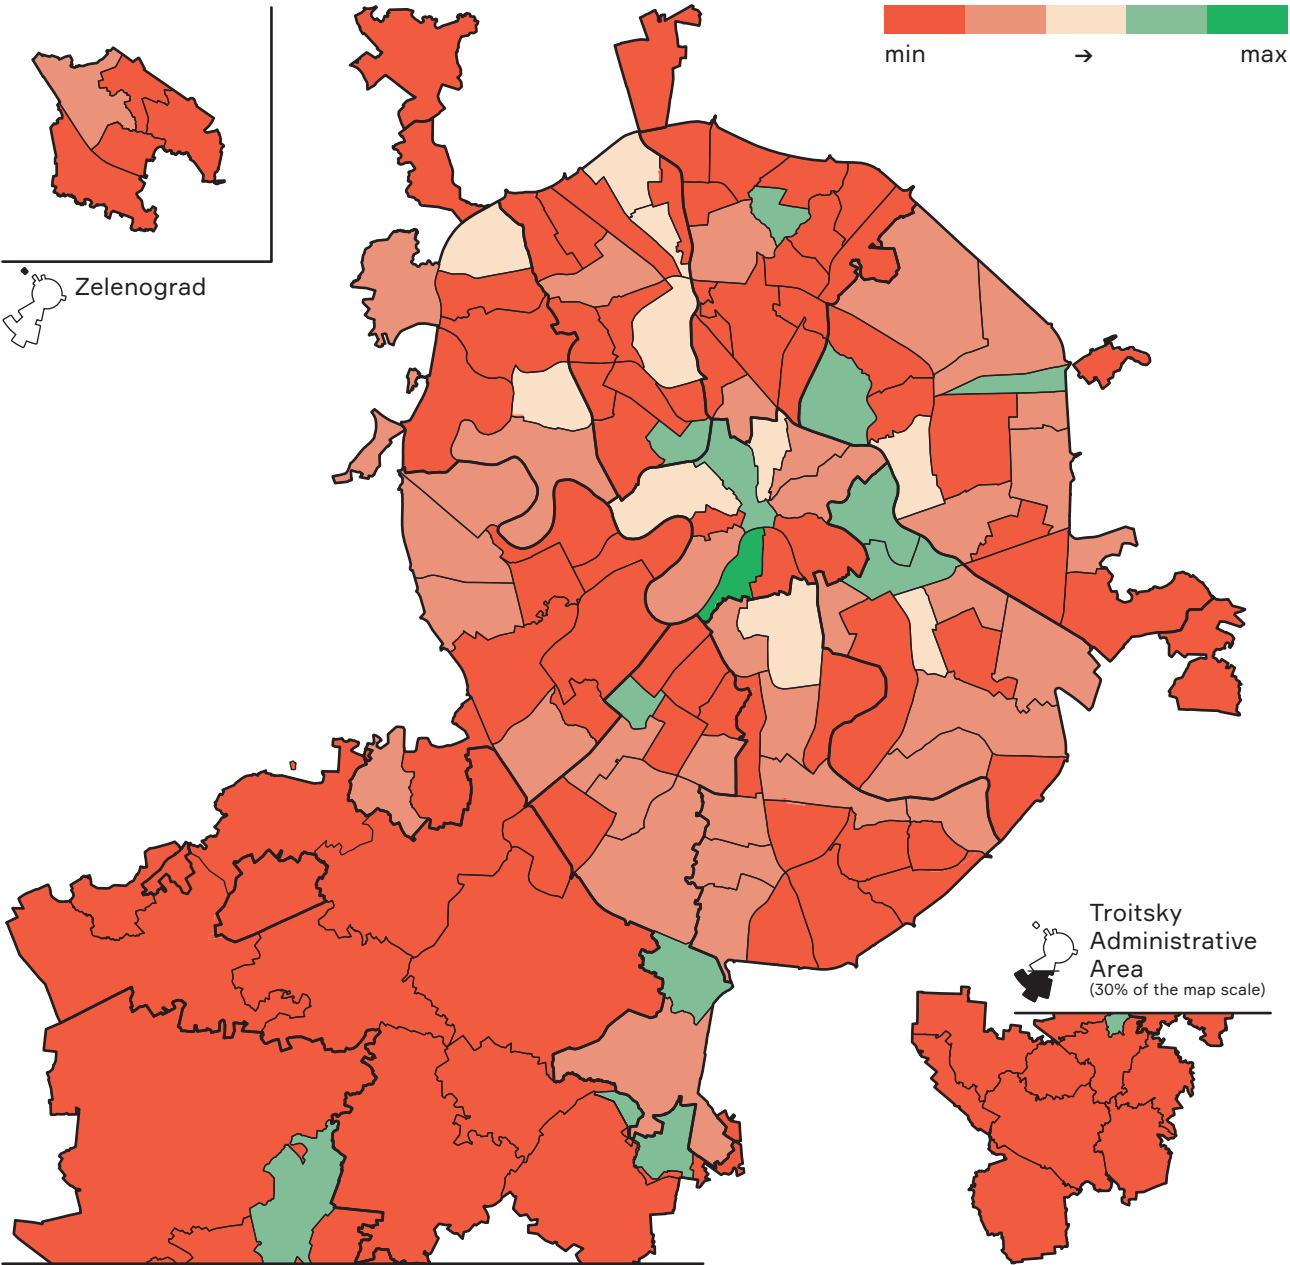 min → max
Zelenograd
Troitsky
Administrative
Area
(30% of the map scale)